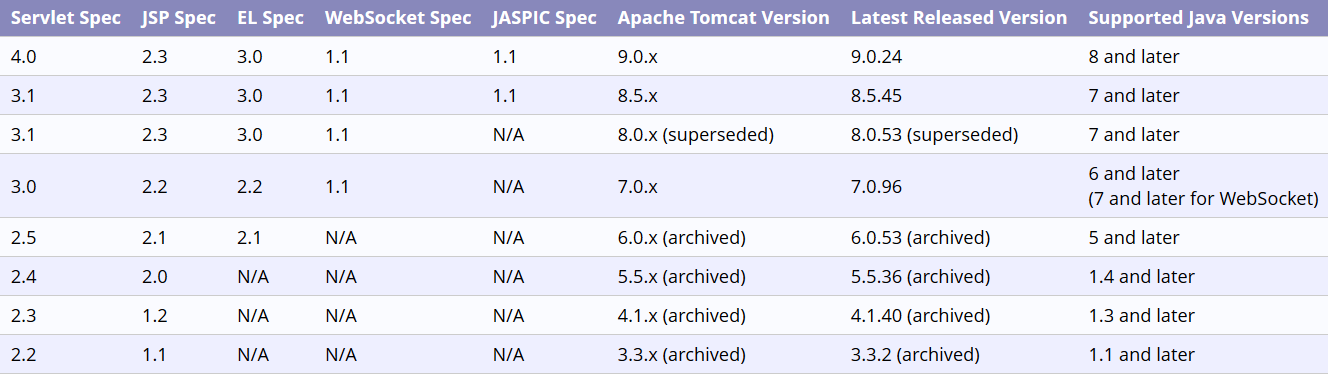 Servlet Spec JSP Spec EL Spec WebSocket Spec JASPIC Spec Apache Tomcat Version Latest Released Version Supported Java Versions
4.0 2.3 3.0 1.1 1.1 9.0.x 9.0.24 8 and later
3.1 2.3 3.0 1.1 1.1 8.5.x 8.5.45 7 and later
3.1 2.3 3.0 1.1 N/A 8.0.x (superseded) 8.0.53 (superseded) 7 and later
3.0 2.2 2.2 1.1 N/A 7.0.x 7.0.96 6 and later
(7 and later for WebSocket)
2.5 2.1 2.1 N/A N/A 6.0.x (archived) 6.0.53 (archived) 5 and later
2.4 2.0 N/A N/A N/A 5.5.x (archived) 5.5.36 (archived) 1.4 and later
2.3 1.2 N/A N/A N/A 4.1.x (archived) 4.1.40 (archived) 1.3 and later
2.2 1.1 N/A N/A N/A 3.3.x (archived) 3.3.2 (archived) 1.1 and later